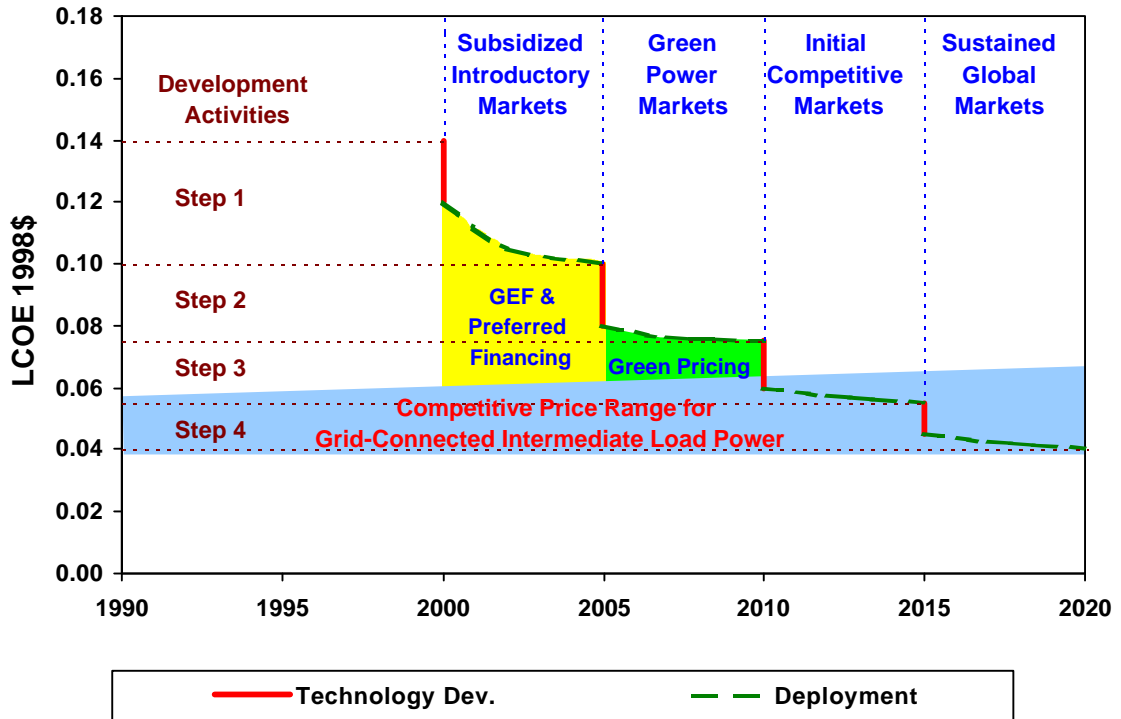 0.18
0.16
0.14
0.12
0.10
0.08
0.06
0.04
0.02
0.00
LCOE 1998$
1990
1995
2000
2005
2010
2015
2020
Development
Activities
Step 1
Step 2
Step 3
Step 4
Subsidized
Introductory
Markets
Green
Power
Markets
Initial
Competitive
Markets
Sustained
Global
Markets
GEF &
Preferred
Financing
Green Pricing
Competitive Price Range for
Grid-Connected Intermediate Load Power
Technology Dev.
Deployment